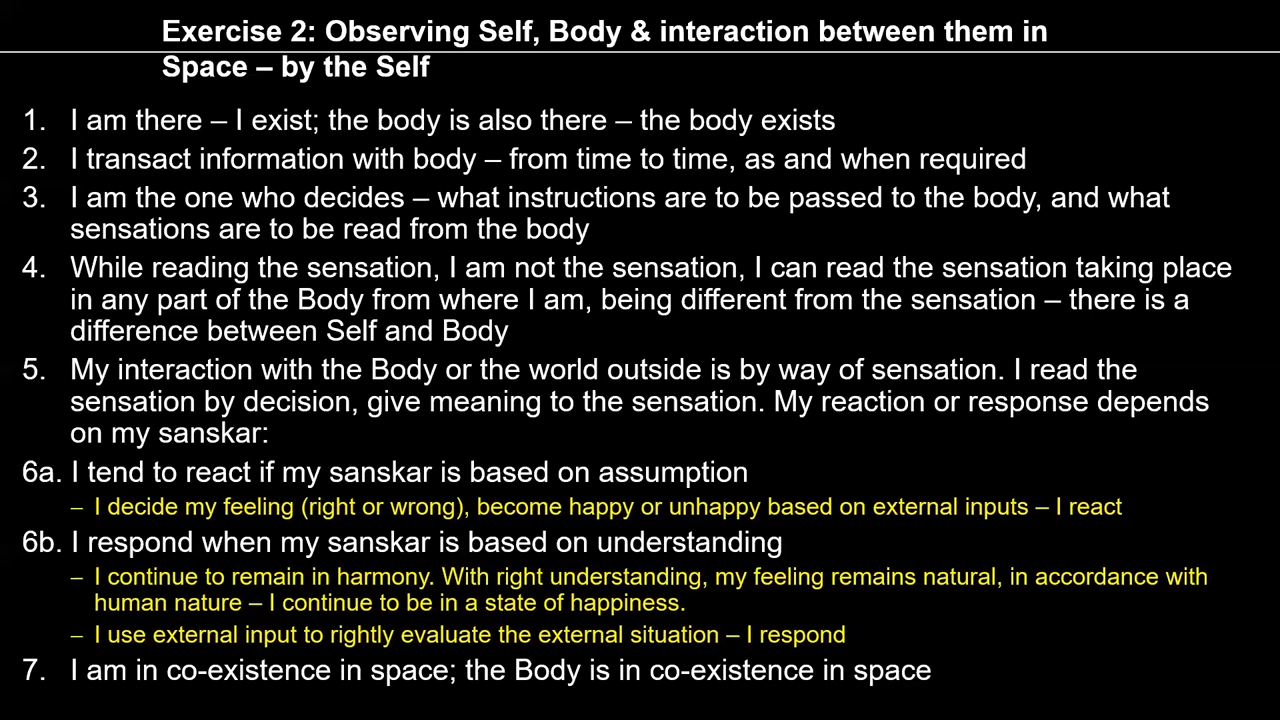 Exercise 2: Observing Self, Body & interaction between them in
Space – by the Self
1. I am there – I exist; the body is also there – the body exists
2. I transact information with body – from time to time, as and when required
3. I am the one who decides – what instructions are to be passed to the body, and what
sensations are to be read from the body
4. While reading the sensation, I am not the sensation, I can read the sensation taking place
in any part of the Body from where I am, being different from the sensation – there is a
difference between Self and Body
5. My interaction with the Body or the world outside is by way of sensation. I read the
sensation by decision, give meaning to the sensation. My reaction or response depends
on my sanskar:
6a. I tend to react if my sanskar is based on assumption
– I decide my feeling (right or wrong), become happy or unhappy based on external inputs – I react
6b. I respond when my sanskar is based on understanding
– I continue to remain in harmony. With right understanding, my feeling remains natural, in accordance with
human nature – I continue to be in a state of happiness.
– I use external input to rightly evaluate the external situation – I respond
7. I am in co-existence in space; the Body is in co-existence in space